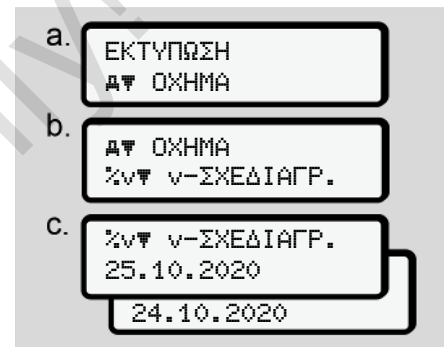 a.
ΕΚΤΥΠΩΣΗ
A▼ ΟΧΗΜΑ
b.
A▼ ΟΧΗΜΑ
%v▼ v-ΣΧΕΔΙΑΓΡ.
c.
%v▼ v-ΣΧΕΔΙΑΓΡ.
25.10.2020
24.10.2020